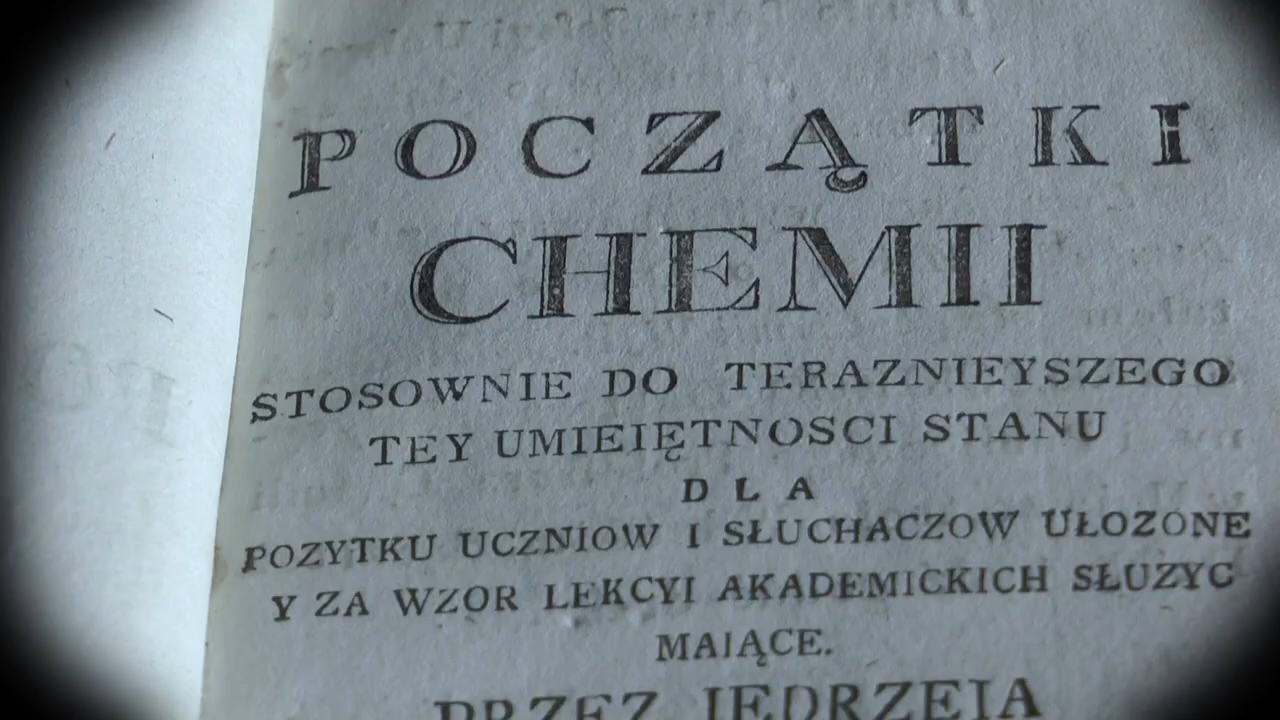 POCZĄTKI
CHEMII
STOSOWNIE DO TERAZNIEYSZEGO
TEY UMIEIĘTNOSCI STANU
DLA
POZYTKU UCZNIOW I SŁUCHACZOW UŁOZONE
Y ZA WZOR LEKCYI AKADEMICKICH SŁUZYC
MAIĄCE.
PRZEZ IĘDRZEIA